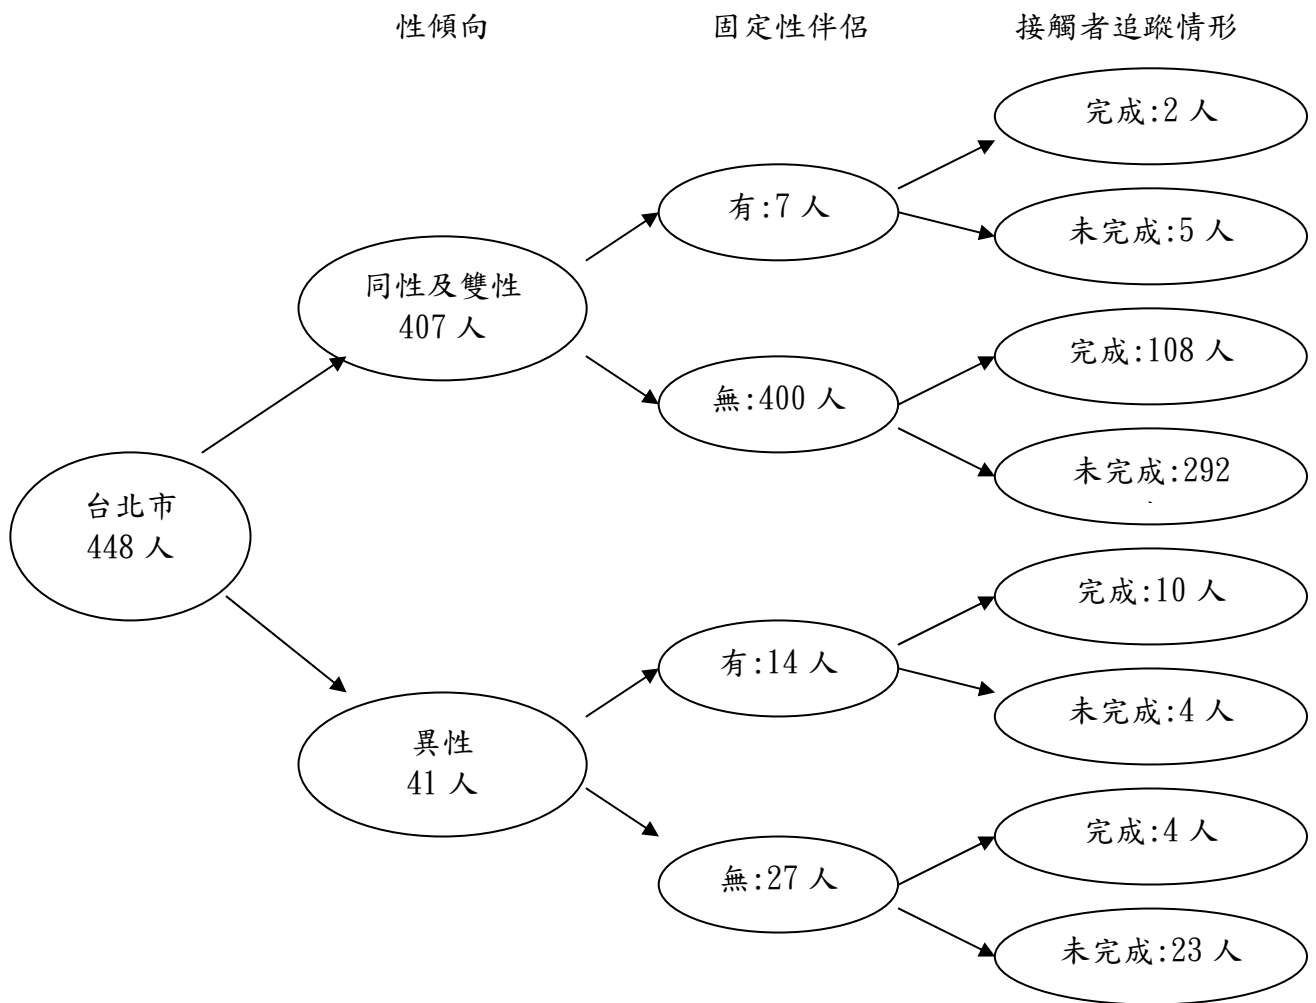 性傾向
固定性伴侶
接觸者追蹤情形
完成:2 人
有:7 人
未完成:5 人
同性及雙性
407 人
完成:108 人
無:400 人
未完成:292
台北市
448 人
完成:10 人
有:14 人
未完成:4 人
異性
41 人
完成:4 人
無:27 人
未完成:23 人